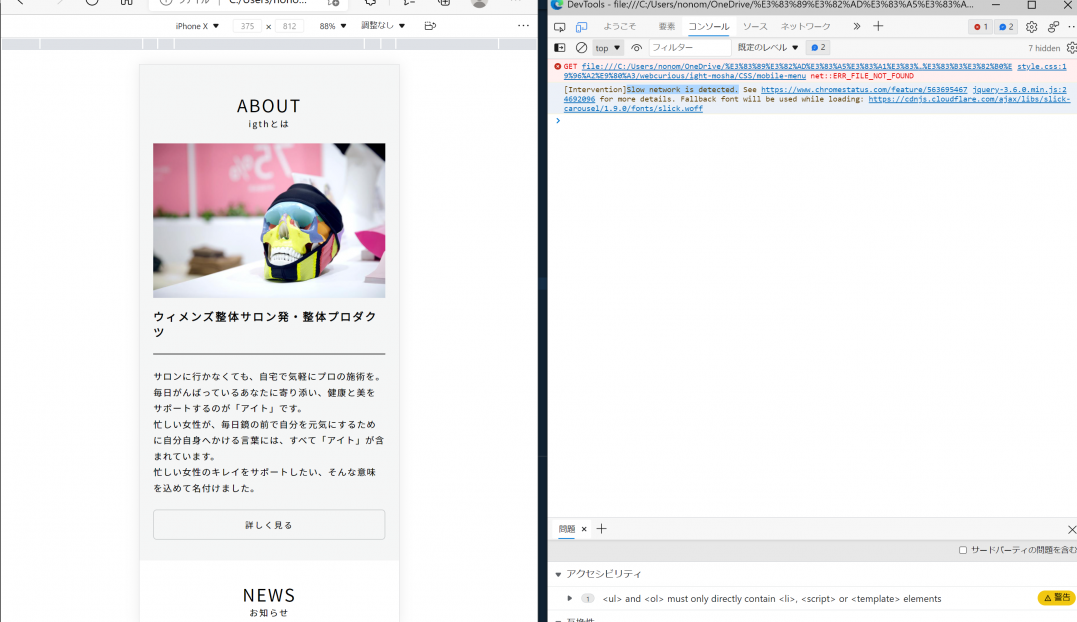 iPhone X ▼ 375 × 812 88% ▼ 調整なし ▼
ABOUT
igthとは
75%
ウィメンズ整体サロン発・整体プロダク
ツ
サロンに行かなくても、自宅で気軽にプロの施術を。
毎日がんばっているあなたに寄り添い、健康と美を
サポートするのが「アイト」です。
忙しい女性が、毎日鏡の前で自分を元気にするため
に自分自身へかける言葉には、すべて「アイト」が含
まれています。
忙しい女性のキレイをサポートしたい、そんな意味
を込めて名付けました。
詳しく見る
NEWS
お知らせ
DevTools - file:///C:/Users/nonom/OneDrive/%E3%83%89%E3%82%AD%E3%83%A5%E3%83%A...
ようこそ 要素 コンソール ソース ネットワーク » + 1 2
top ▼ フィルター 既定のレベル ▼ 2 7 hidden
GET file:///C:/Users/nonom/OneDrive/%E3%83%89%E3%82%AD%E3%83%A5%E3%83%A1%E3%83%…%E3%83%B3%E3%82%B0%E style.css:19
9%96%A2%E9%80%A3/webcurious/ight-mosha/CSS/mobile-menu net::ERR_FILE_NOT_FOUND
[Intervention]Slow network is detected. See https://www.chromestatus.com/feature/563695467 jquery-3.6.0.min.js:2
4692096 for more details. Fallback font will be used while loading: https://cdnjs.cloudflare.com/ajax/libs/slick-
carousel/1.9.0/fonts/slick.woff
問題 × +
サードパーティの問題を含む
アクセシビリティ
1 <ul> and <ol> must only directly contain <li>, <script> or <template> elements 警告